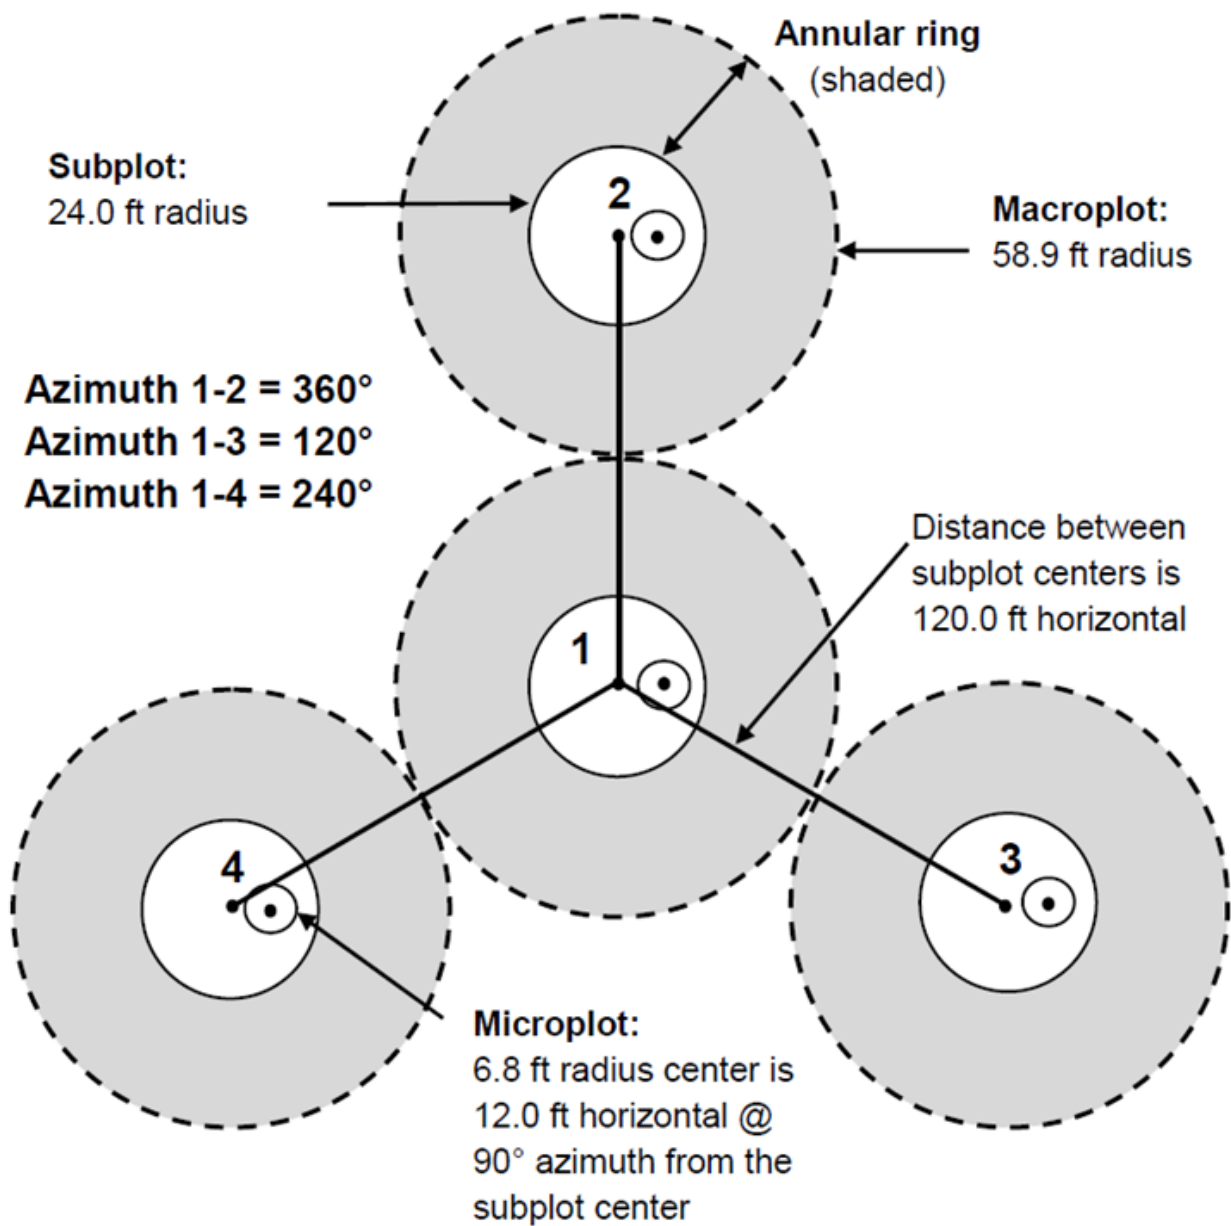 Annular ring
(shaded)
Subplot:
24.0 ft radius
2
Macroplot:
58.9 ft radius
Azimuth 1-2 = 360°
Azimuth 1-3 = 120°
Azimuth 1-4 = 240°
Distance between
subplot centers is
120.0 ft horizontal
1
4
3
Microplot:
6.8 ft radius center is
12.0 ft horizontal @
90° azimuth from the
subplot center